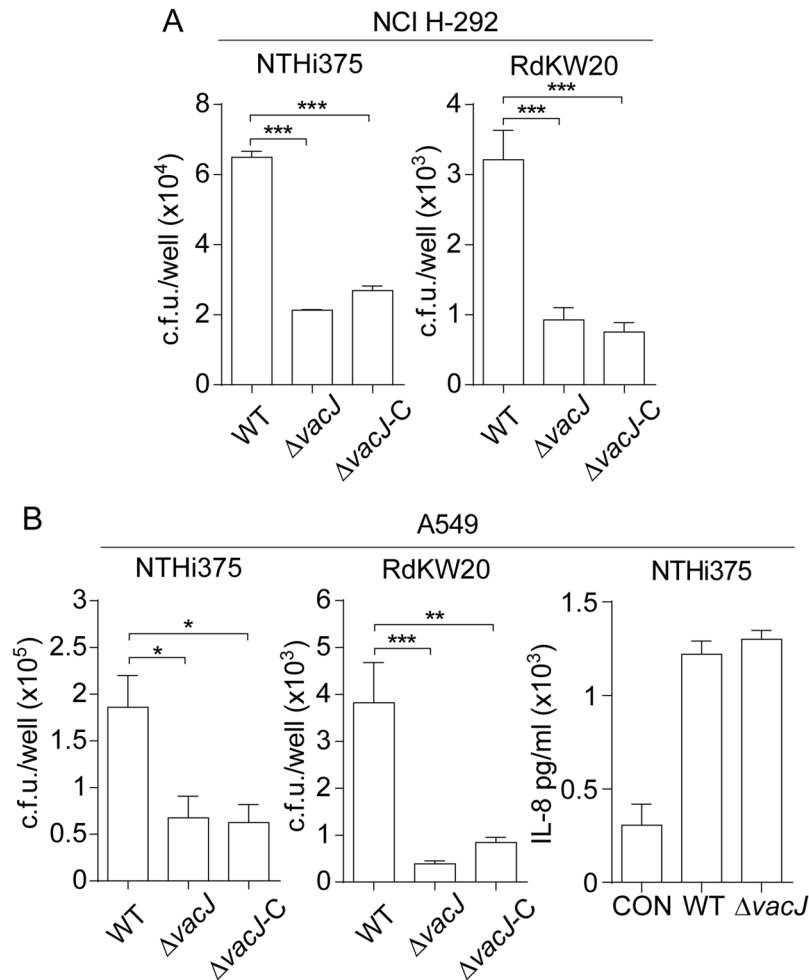 A
NCI H-292
NTHi375
RdKW20
c.f.u./well (x10⁴)
8
6
4
2
0
***
***
WT
ΔvacJ
ΔvacJ-C
c.f.u./well (x10³)
4
3
2
1
0
***
***
WT
ΔvacJ
ΔvacJ-C
B
A549
NTHi375
RdKW20
NTHi375
c.f.u./well (x10⁵)
3
2.5
2
1.5
1
0.5
0
*
*
WT
ΔvacJ
ΔvacJ-C
c.f.u./well (x10³)
6
5
4
3
2
1
0
**
***
WT
ΔvacJ
ΔvacJ-C
IL-8 pg/ml (x10³)
1.5
1
0.5
0
CON WT ΔvacJ